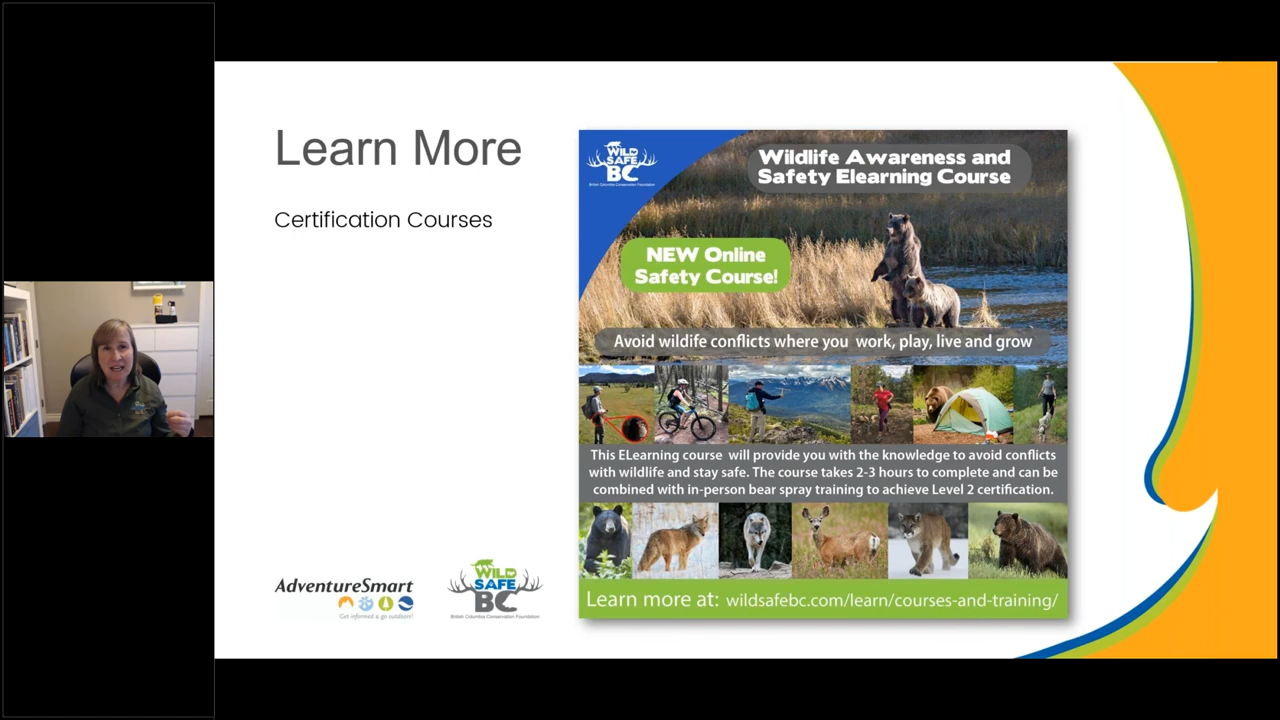 Learn More
Certification Courses
WILD
SAFE
BC
British Columbia Conservation Foundation
Wildlife Awareness and
Safety Elearning Course
NEW Online
Safety Course!
Avoid wildlife conflicts where you work, play, live and grow
This ELearning course will provide you with the knowledge to avoid conflicts
with wildlife and stay safe. The course takes 2-3 hours to complete and can be
combined with in-person bear spray training to achieve Level 2 certification.
Learn more at: wildsafebc.com/learn/courses-and-training/
AdventureSmart
Get informed & go outdoors!
WILD
SAFE
BC
British Columbia Conservation Foundation